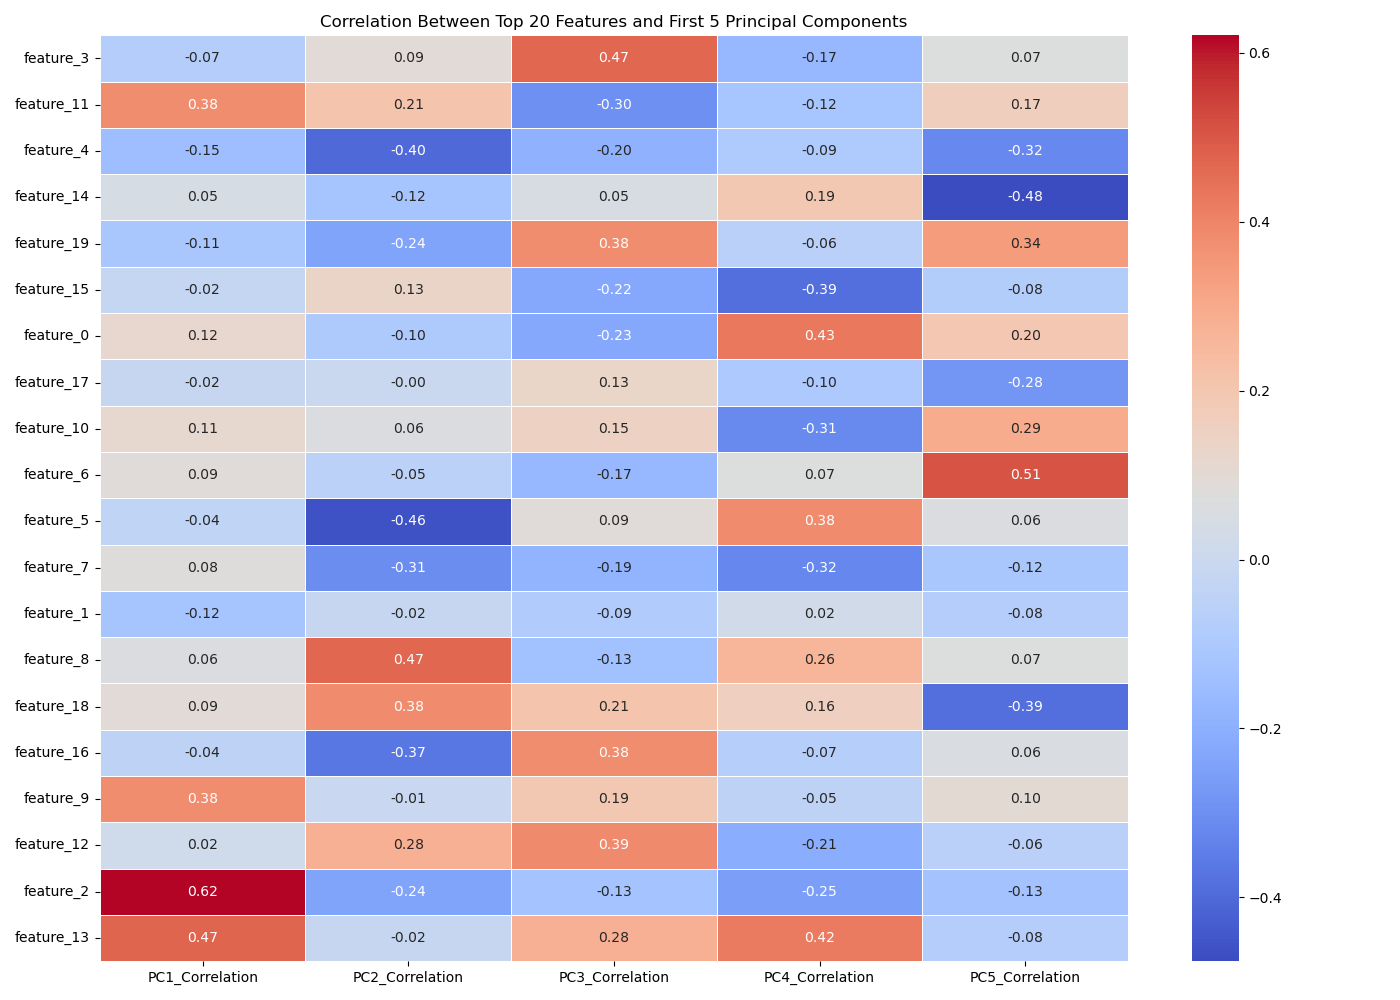 Correlation Between Top 20 Features and First 5 Principal Components
feature_3 -0.07 0.09 0.47 -0.17 0.07
feature_11 0.38 0.21 -0.30 -0.12 0.17
feature_4 -0.15 -0.40 -0.20 -0.09 -0.32
feature_14 0.05 -0.12 0.05 0.19 -0.48
feature_19 -0.11 -0.24 0.38 -0.06 0.34
feature_15 -0.02 0.13 -0.22 -0.39 -0.08
feature_0 0.12 -0.10 -0.23 0.43 0.20
feature_17 -0.02 -0.00 0.13 -0.10 -0.28
feature_10 0.11 0.06 0.15 -0.31 0.29
feature_6 0.09 -0.05 -0.17 0.07 0.51
feature_5 -0.04 -0.46 0.09 0.38 0.06
feature_7 0.08 -0.31 -0.19 -0.32 -0.12
feature_1 -0.12 -0.02 -0.09 0.02 -0.08
feature_8 0.06 0.47 -0.13 0.26 0.07
feature_18 0.09 0.38 0.21 0.16 -0.39
feature_16 -0.04 -0.37 0.38 -0.07 0.06
feature_9 0.38 -0.01 0.19 -0.05 0.10
feature_12 0.02 0.28 0.39 -0.21 -0.06
feature_2 0.62 -0.24 -0.13 -0.25 -0.13
feature_13 0.47 -0.02 0.28 0.42 -0.08
PC1_Correlation PC2_Correlation PC3_Correlation PC4_Correlation PC5_Correlation
0.6
0.4
0.2
0.0
−0.2
−0.4